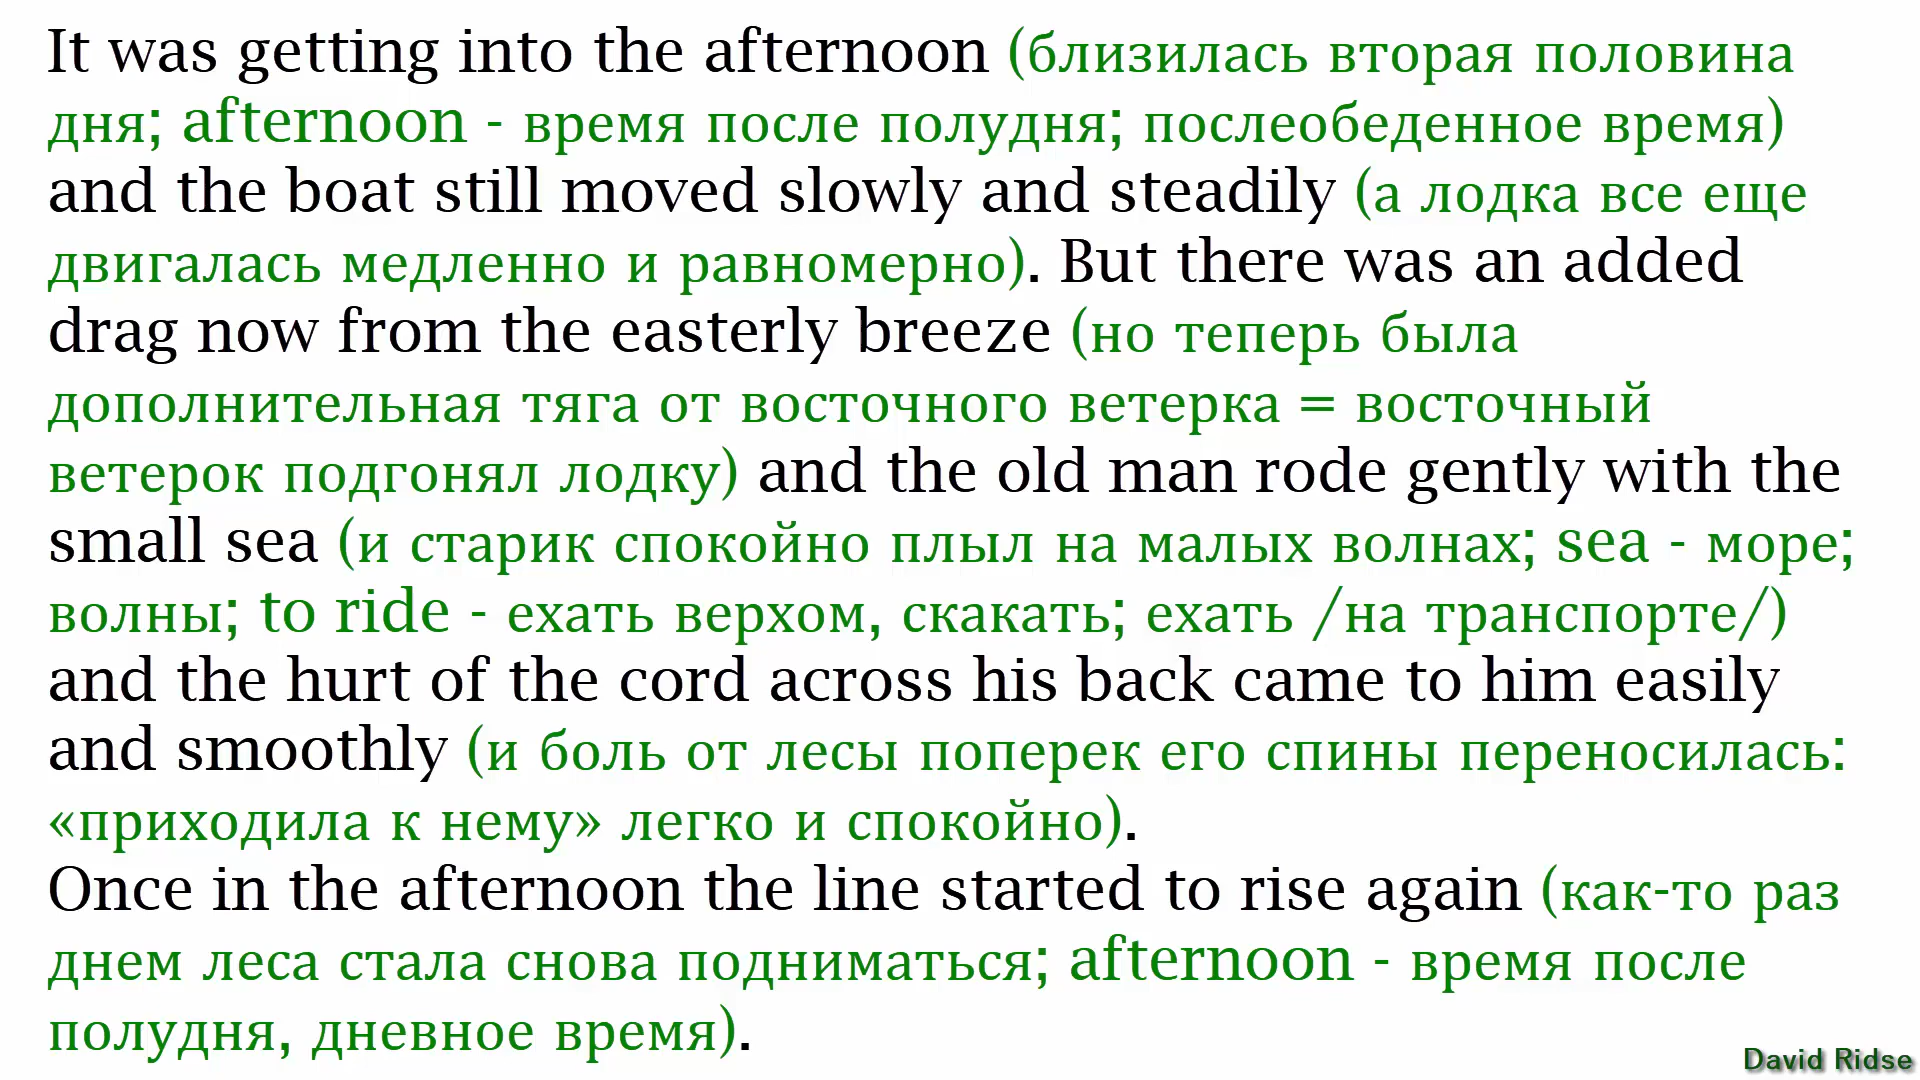 It was getting into the afternoon (близилась вторая половина
дня; afternoon - время после полудня; послеобеденное время)
and the boat still moved slowly and steadily (а лодка все еще
двигалась медленно и равномерно). But there was an added
drag now from the easterly breeze (но теперь была
дополнительная тяга от восточного ветерка = восточный
ветерок подгонял лодку) and the old man rode gently with the
small sea (и старик спокойно плыл на малых волнах; sea - море;
волны; to ride - ехать верхом, скакать; ехать /на транспорте/)
and the hurt of the cord across his back came to him easily
and smoothly (и боль от лесы поперек его спины переносилась:
«приходила к нему» легко и спокойно).
Once in the afternoon the line started to rise again (как-то раз
днем леса стала снова подниматься; afternoon - время после
полудня, дневное время).
David Ridse